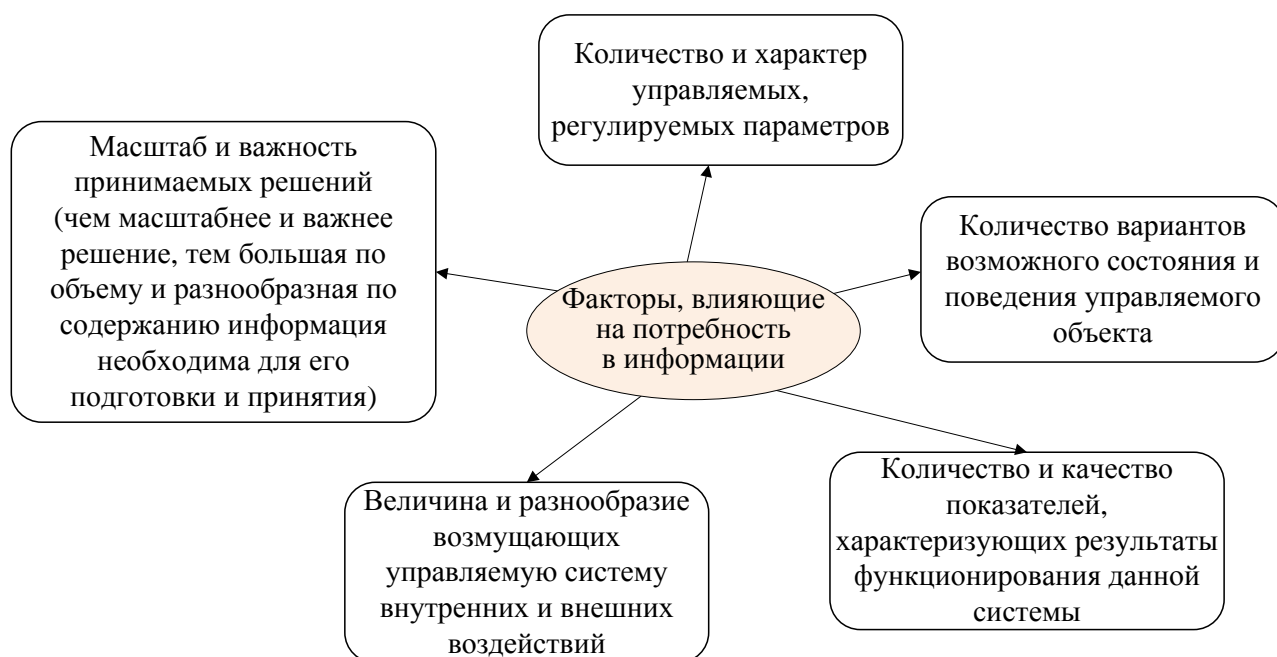 Количество и характер
управляемых,
регулируемых параметров
Масштаб и важность
принимаемых решений
(чем масштабнее и важнее
решение, тем большая по
объему и разнообразная по
содержанию информация
необходима для его
подготовки и принятия)
Количество вариантов
возможного состояния и
поведения управляемого
объекта
Факторы, влияющие
на потребность
в информации
Величина и разнообразие
возмущающих
управляемую систему
внутренних и внешних
воздействий
Количество и качество
показателей,
характеризующих результаты
функционирования данной
системы